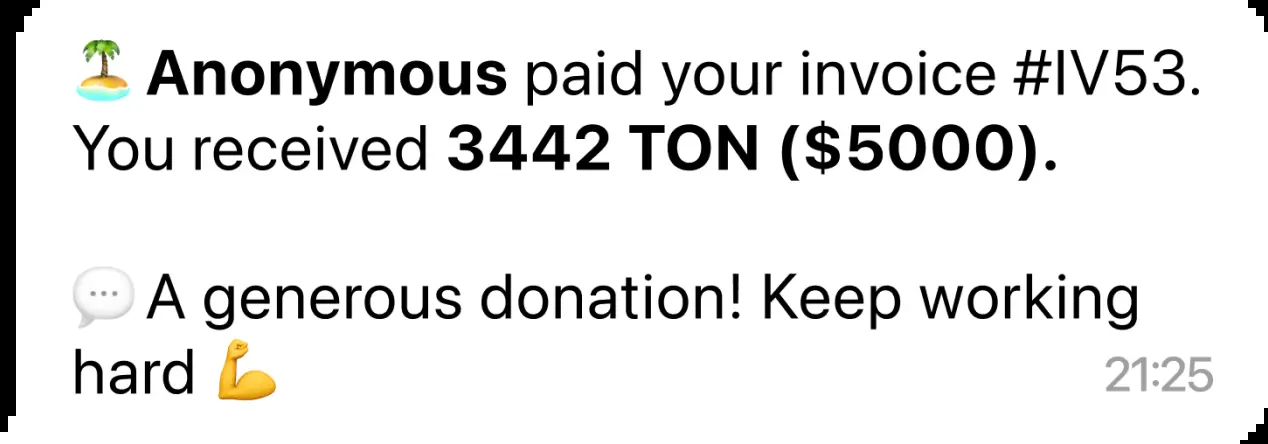 🏝 Anonymous paid your invoice #IV53.
You received 3442 TON ($5000).
💬 A generous donation! Keep working
hard 💪
21:25